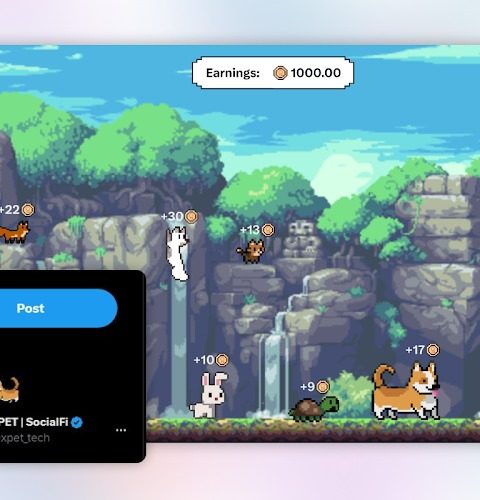 Earnings: 1000.00
+22
+30
+13
+10
+9
+17
Post
PET | SocialFi
xpet_tech
...